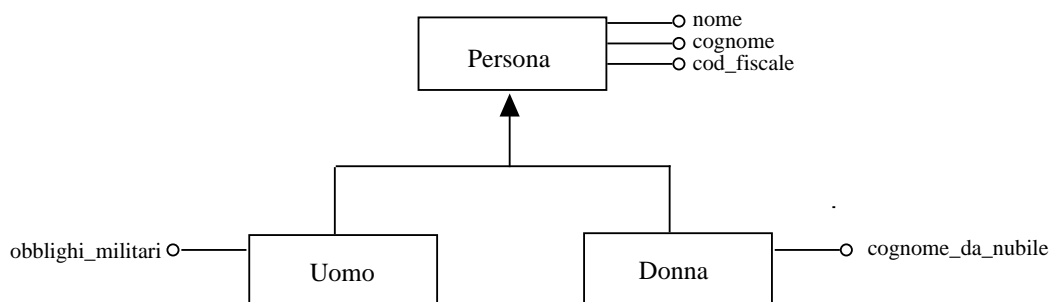 nome
cognome
cod_fiscale
Persona
obblighi_militari
Uomo
Donna
cognome_da_nubile